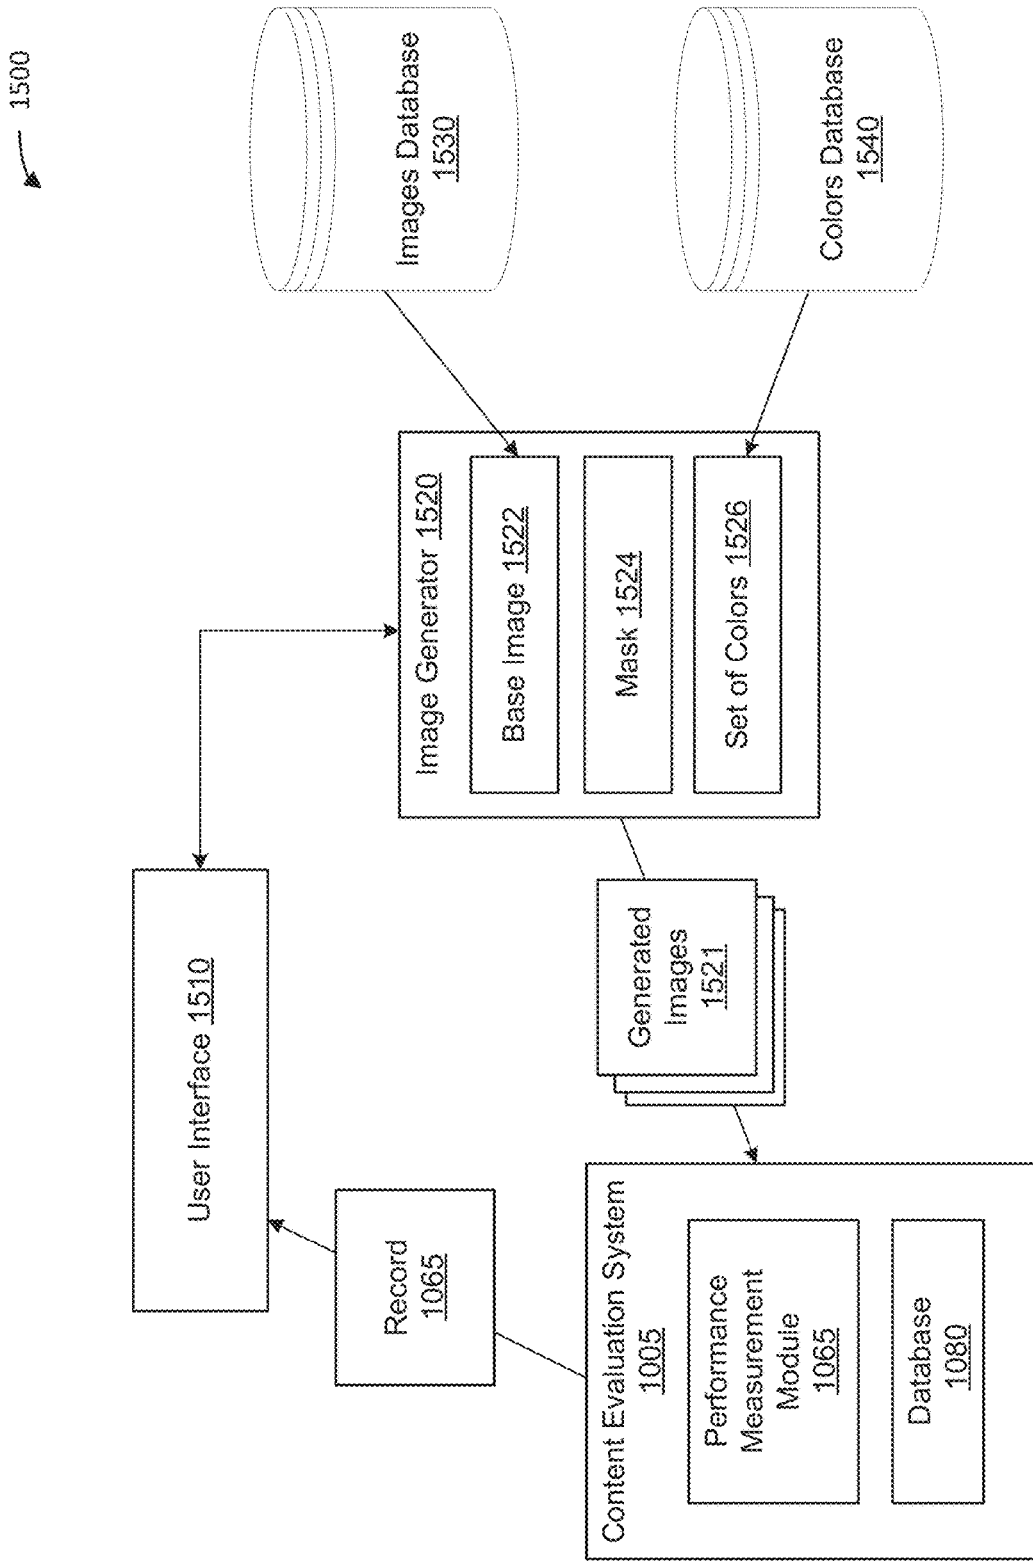 1500
User Interface 1510
Record
1065
Content Evaluation System
1005
Performance
Measurement
Module
1065
Database
1080
Generated
Images
1521
Image Generator 1520
Base Image 1522
Mask 1524
Set of Colors 1526
Images Database
1530
Colors Database
1540